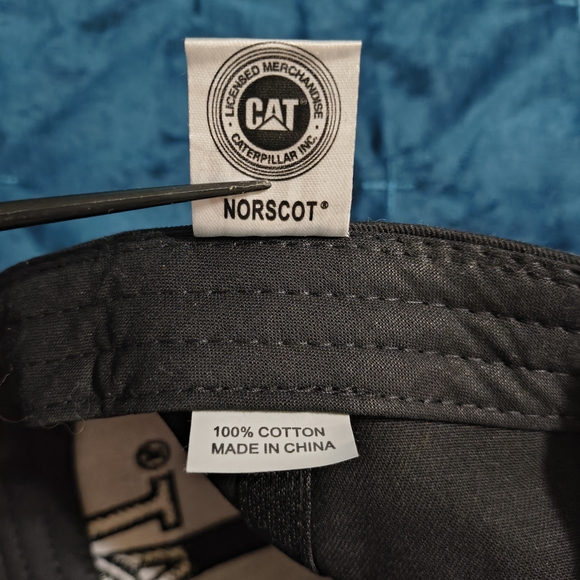 LICENSED MERCHANDISE
CAT®
CATERPILLAR INC.
NORSCOT®
100% COTTON
MADE IN CHINA